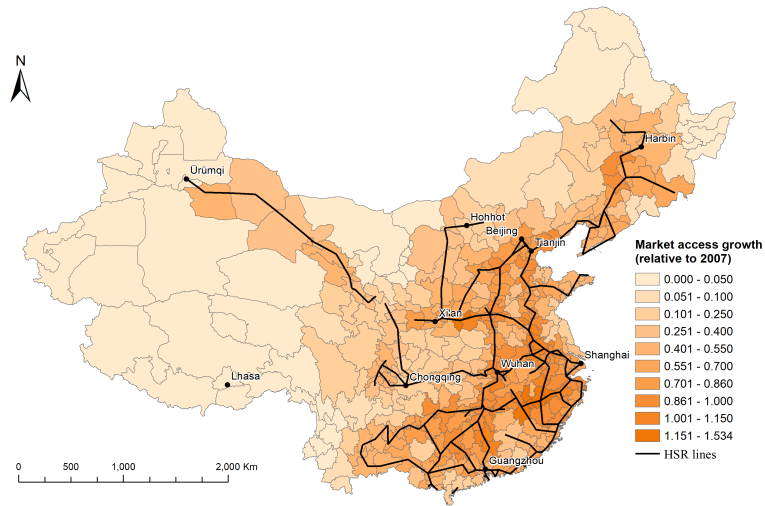 N
Harbin
Ürümqi
Hohhot
Beijing
Tianjin
Market access growth
(relative to 2007)
0.000 - 0.050
0.051 - 0.100
0.101 - 0.250
0.251 - 0.400
0.401 - 0.550
0.551 - 0.700
0.701 - 0.860
0.861 - 1.000
1.001 - 1.150
1.151 - 1.534
HSR lines
Xi'an
Shanghai
Wuhan
Lhasa
Chongqing
Guangzhou
0 500 1,000 2,000 Km